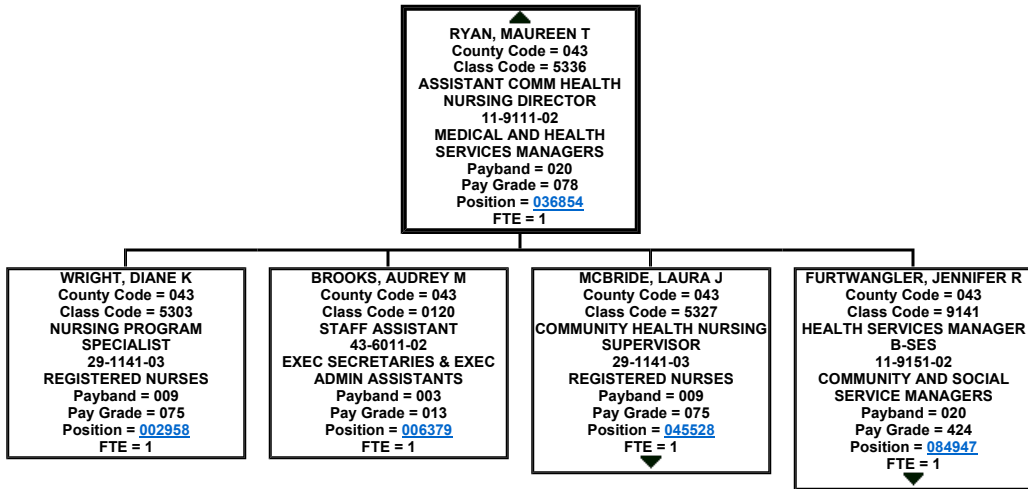 RYAN, MAUREEN T
County Code = 043
Class Code = 5336
ASSISTANT COMM HEALTH
NURSING DIRECTOR
11-9111-02
MEDICAL AND HEALTH
SERVICES MANAGERS
Payband = 020
Pay Grade = 078
Position = 036854
FTE = 1
WRIGHT, DIANE K
County Code = 043
Class Code = 5303
NURSING PROGRAM
SPECIALIST
29-1141-03
REGISTERED NURSES
Payband = 009
Pay Grade = 075
Position = 002958
FTE = 1
BROOKS, AUDREY M
County Code = 043
Class Code = 0120
STAFF ASSISTANT
43-6011-02
EXEC SECRETARIES & EXEC
ADMIN ASSISTANTS
Payband = 003
Pay Grade = 013
Position = 006379
FTE = 1
MCBRIDE, LAURA J
County Code = 043
Class Code = 5327
COMMUNITY HEALTH NURSING
SUPERVISOR
29-1141-03
REGISTERED NURSES
Payband = 009
Pay Grade = 075
Position = 045528
FTE = 1
FURTWANGLER, JENNIFER R
County Code = 043
Class Code = 9141
HEALTH SERVICES MANAGER
B-SES
11-9151-02
COMMUNITY AND SOCIAL
SERVICE MANAGERS
Payband = 020
Pay Grade = 424
Position = 084947
FTE = 1